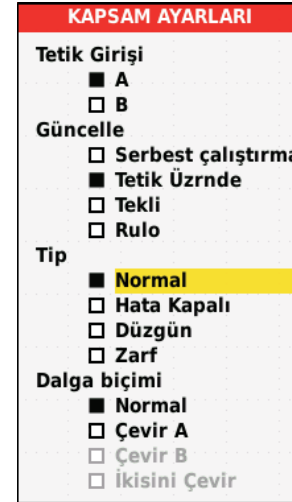 KAPSAM AYARLARI
Tetik Girişi
A
B
Güncelle
Serbest çalıştırma
Tetik Üzrnde
Tekli
Rulo
Tip
Normal
Hata Kapalı
Düzgün
Zarf
Dalga biçimi
Normal
Çevir A
Çevir B
İkisini Çevir